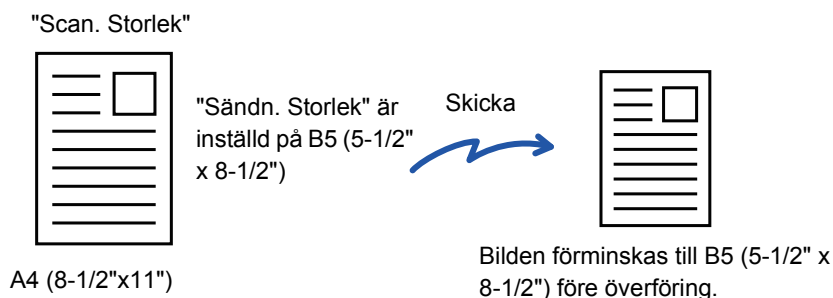 "Scan. Storlek"
"Sändn. Storlek" är
inställd på B5 (5-1/2"
x 8-1/2")
Skicka
A4 (8-1/2"x11")
Bilden förminskas till B5 (5-1/2" x
8-1/2") före överföring.